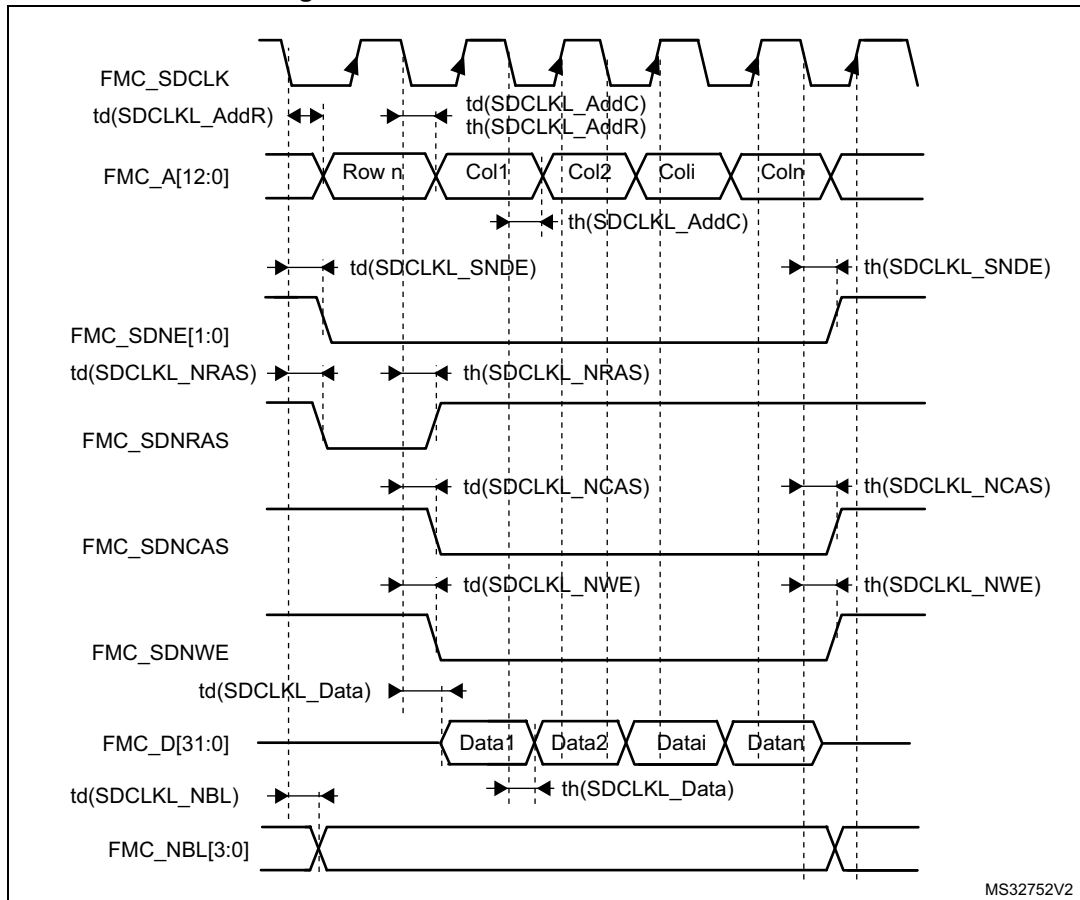 FMC_SDCLK
td(SDCLKL_AddR)
td(SDCLKL_AddC)
th(SDCLKL_AddR)
FMC_A[12:0]
Row n
Col1
Col2
Coli
Coln
th(SDCLKL_AddC)
td(SDCLKL_SNDE)
th(SDCLKL_SNDE)
FMC_SDNE[1:0]
td(SDCLKL_NRAS)
th(SDCLKL_NRAS)
FMC_SDNRAS
td(SDCLKL_NCAS)
th(SDCLKL_NCAS)
FMC_SDNCAS
td(SDCLKL_NWE)
th(SDCLKL_NWE)
FMC_SDNWE
td(SDCLKL_Data)
FMC_D[31:0]
Data1
Data2
Datai
Datan
td(SDCLKL_NBL)
th(SDCLKL_Data)
FMC_NBL[3:0]
MS32752V2